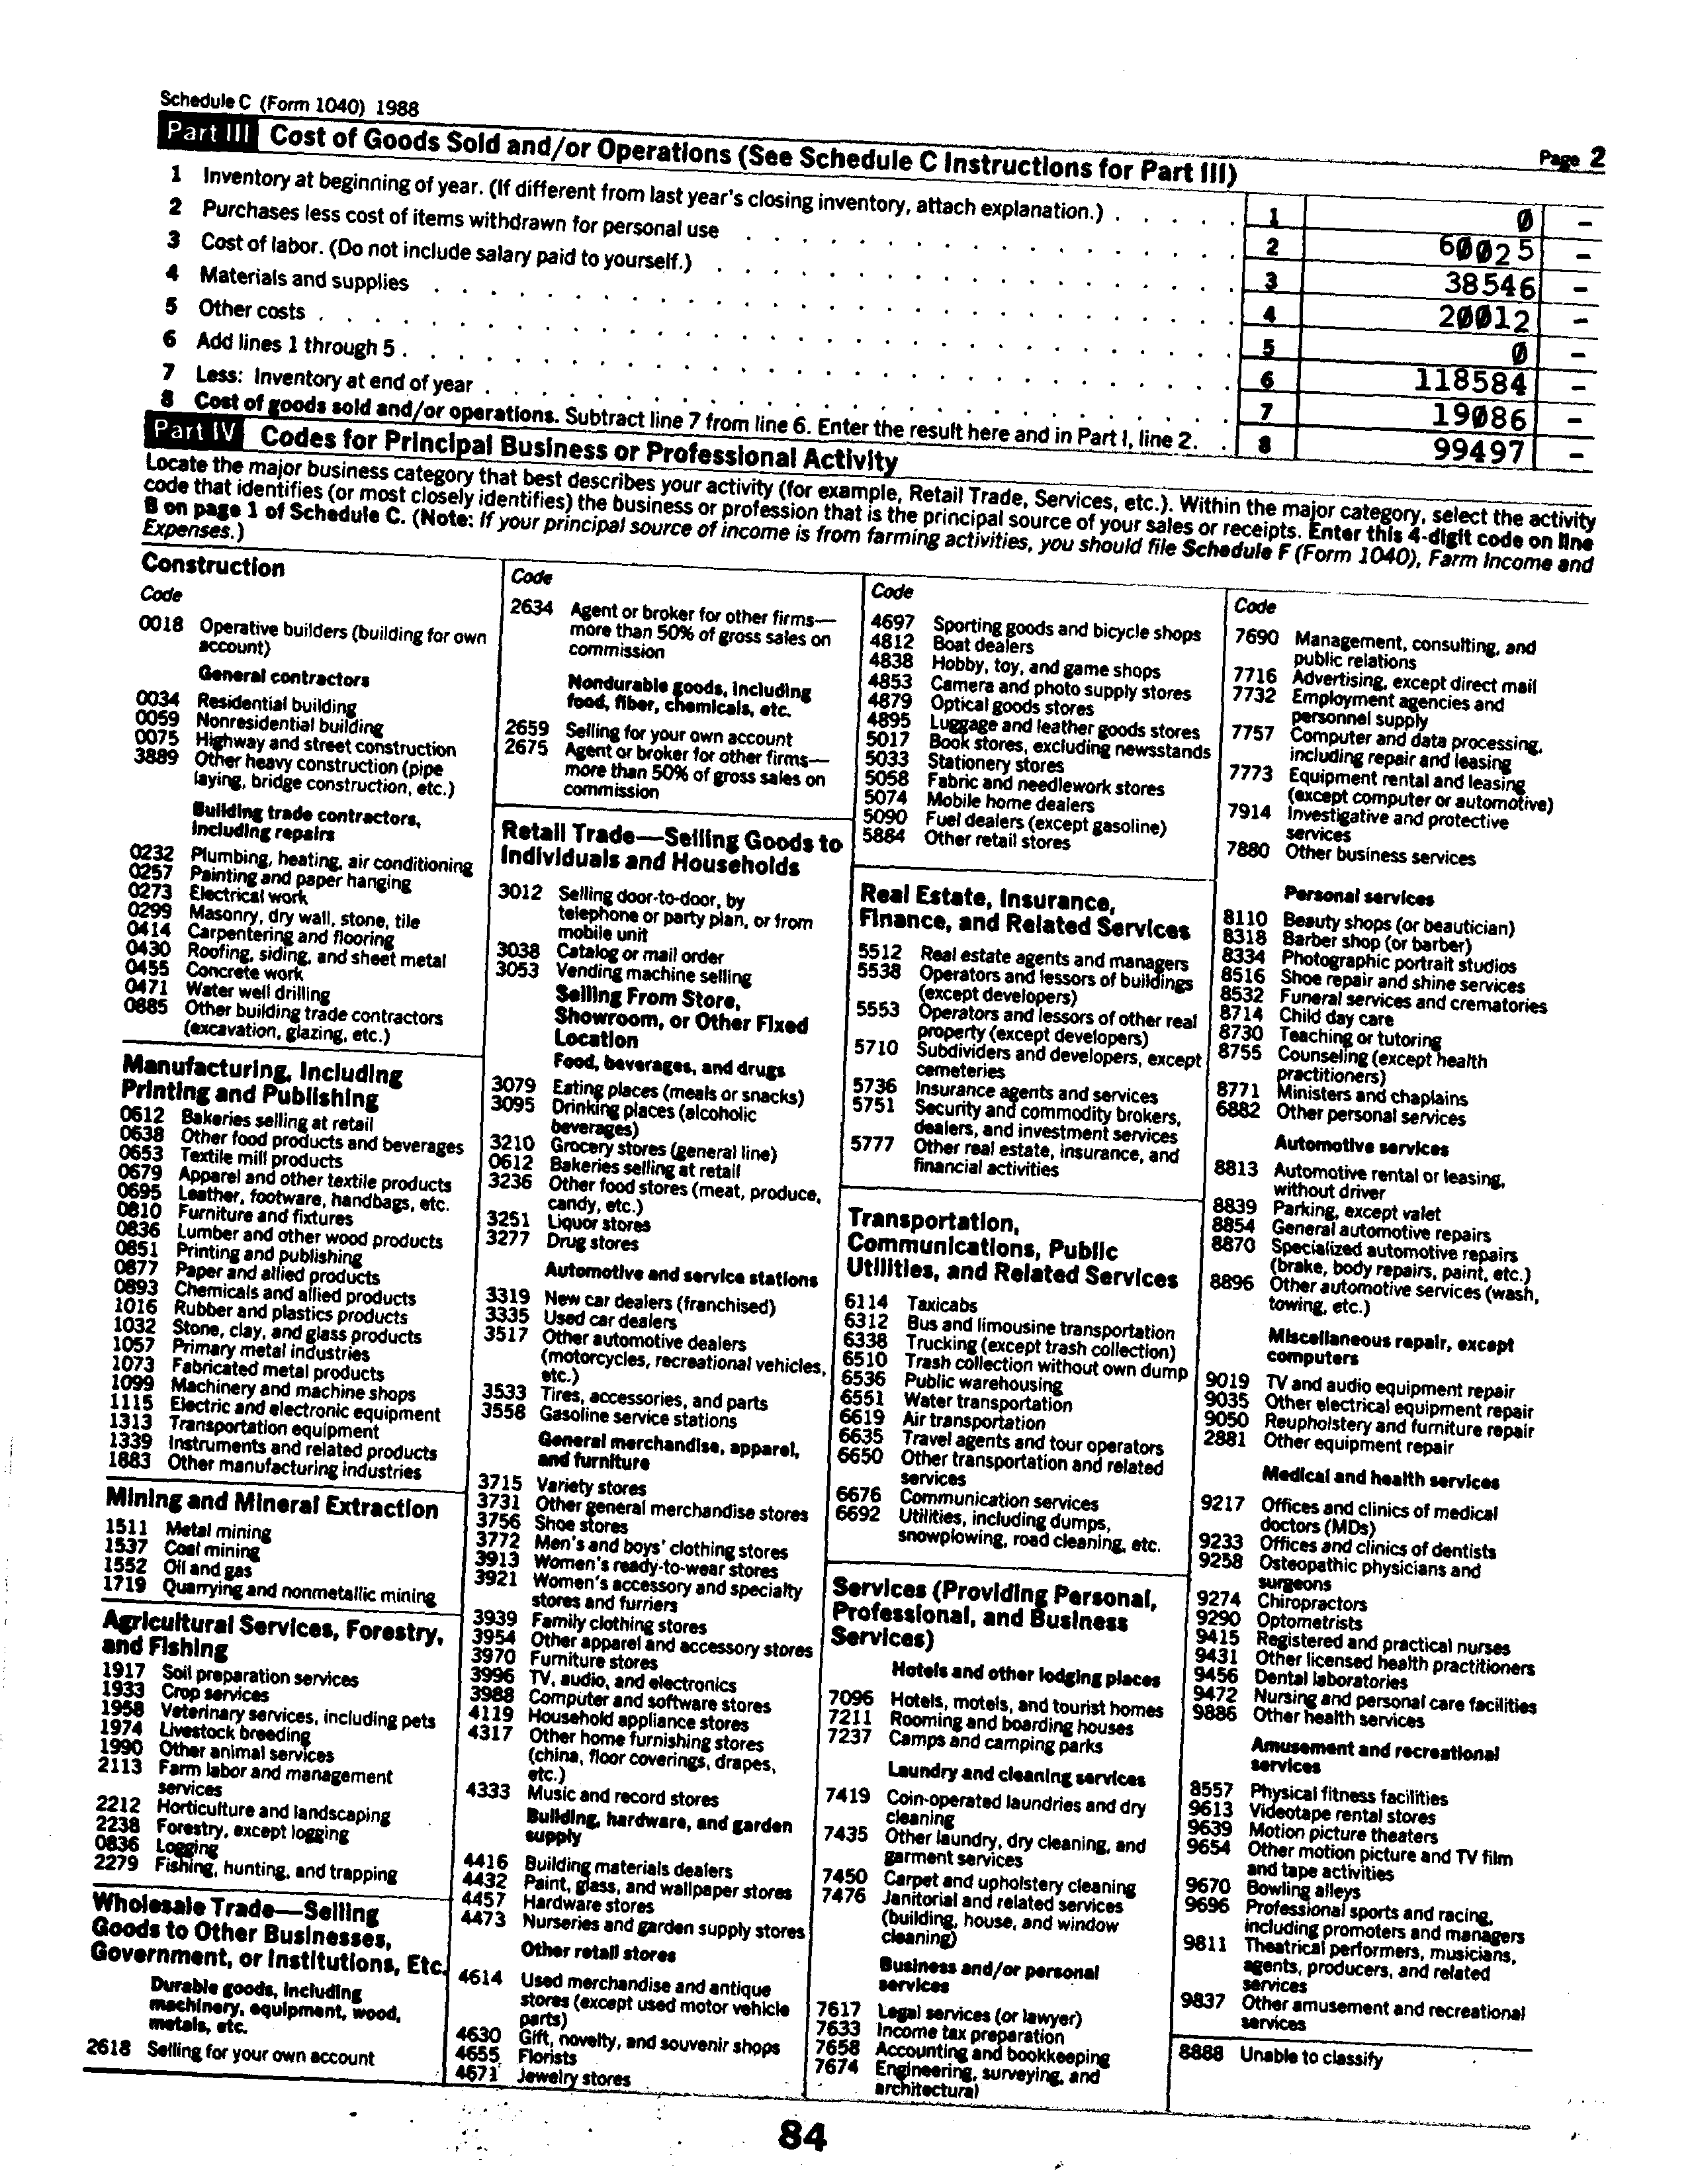 Schedule C (Form 1040) 1988
Page 2
Part III Cost of Goods Sold and/or Operations (See Schedule C Instructions for Part III)
1 Inventory at beginning of year. (If different from last year's closing inventory, attach explanation.) . . . . . 1 0 –
2 Purchases less cost of items withdrawn for personal use 2 60025 –
3 Cost of labor. (Do not include salary paid to yourself.) 3 38546 –
4 Materials and supplies 4 20012 –
5 Other costs 5 0 –
6 Add lines 1 through 5 6 118584 –
7 Less: Inventory at end of year 7 19086 –
8 Cost of goods sold and/or operations. Subtract line 7 from line 6. Enter the result here and in Part I, line 2. . 8 99497 –
Part IV Codes for Principal Business or Professional Activity
Locate the major business category that best describes your activity (for example, Retail Trade, Services, etc.). Within the major category, select the activity
code that identifies (or most closely identifies) the business or profession that is the principal source of your sales or receipts. Enter this 4-digit code on line
B on page 1 of Schedule C. (Note: If your principal source of income is from farming activities, you should file Schedule F (Form 1040), Farm Income and
Expenses.)
Construction
Code
0018 Operative builders (building for own
account)
General contractors
0034 Residential building
0059 Nonresidential building
0075 Highway and street construction
3889 Other heavy construction (pipe
laying, bridge construction, etc.)
Building trade contractors,
including repairs
0232 Plumbing, heating, air conditioning
0257 Painting and paper hanging
0273 Electrical work
0299 Masonry, dry wall, stone, tile
0414 Carpentering and flooring
0430 Roofing, siding, and sheet metal
0455 Concrete work
0471 Water well drilling
0885 Other building trade contractors
(excavation, glazing, etc.)
Manufacturing, Including
Printing and Publishing
0612 Bakeries selling at retail
0638 Other food products and beverages
0653 Textile mill products
0679 Apparel and other textile products
0695 Leather, footware, handbags, etc.
0810 Furniture and fixtures
0836 Lumber and other wood products
0851 Printing and publishing
0877 Paper and allied products
0893 Chemicals and allied products
1016 Rubber and plastics products
1032 Stone, clay, and glass products
1057 Primary metal industries
1073 Fabricated metal products
1099 Machinery and machine shops
1115 Electric and electronic equipment
1313 Transportation equipment
1339 Instruments and related products
1883 Other manufacturing industries
Mining and Mineral Extraction
1511 Metal mining
1537 Coal mining
1552 Oil and gas
1719 Quarrying and nonmetallic mining
Agricultural Services, Forestry,
and Fishing
1917 Soil preparation services
1933 Crop services
1958 Veterinary services, including pets
1974 Livestock breeding
1990 Other animal services
2113 Farm labor and management
services
2212 Horticulture and landscaping
2238 Forestry, except logging
0836 Logging
2279 Fishing, hunting, and trapping
Wholesale Trade—Selling
Goods to Other Businesses,
Government, or Institutions, Etc.
Durable goods, including
machinery, equipment, wood,
metals, etc.
2618 Selling for your own account
Code
2634 Agent or broker for other firms—
more than 50% of gross sales on
commission
Nondurable goods, including
food, fiber, chemicals, etc.
2659 Selling for your own account
2675 Agent or broker for other firms—
more than 50% of gross sales on
commission
Retail Trade—Selling Goods to
Individuals and Households
3012 Selling door-to-door, by
telephone or party plan, or from
mobile unit
3038 Catalog or mail order
3053 Vending machine selling
Selling From Store,
Showroom, or Other Fixed
Location
Food, beverages, and drugs
3079 Eating places (meals or snacks)
3095 Drinking places (alcoholic
beverages)
3210 Grocery stores (general line)
0612 Bakeries selling at retail
3236 Other food stores (meat, produce,
candy, etc.)
3251 Liquor stores
3277 Drug stores
Automotive and service stations
3319 New car dealers (franchised)
3335 Used car dealers
3517 Other automotive dealers
(motorcycles, recreational vehicles,
etc.)
3533 Tires, accessories, and parts
3558 Gasoline service stations
General merchandise, apparel,
and furniture
3715 Variety stores
3731 Other general merchandise stores
3756 Shoe stores
3772 Men's and boys' clothing stores
3913 Women's ready-to-wear stores
3921 Women's accessory and specialty
stores and furriers
3939 Family clothing stores
3954 Other apparel and accessory stores
3970 Furniture stores
3996 TV, audio, and electronics
3988 Computer and software stores
4119 Household appliance stores
4317 Other home furnishing stores
(china, floor coverings, drapes,
etc.)
4333 Music and record stores
Building, hardware, and garden
supply
4416 Building materials dealers
4432 Paint, glass, and wallpaper stores
4457 Hardware stores
4473 Nurseries and garden supply stores
Other retail stores
4614 Used merchandise and antique
stores (except used motor vehicle
parts)
4630 Gift, novelty, and souvenir shops
4655 Florists
4671 Jewelry stores
Code
4697 Sporting goods and bicycle shops
4812 Boat dealers
4838 Hobby, toy, and game shops
4853 Camera and photo supply stores
4879 Optical goods stores
4895 Luggage and leather goods stores
5017 Book stores, excluding newsstands
5033 Stationery stores
5058 Fabric and needlework stores
5074 Mobile home dealers
5090 Fuel dealers (except gasoline)
5884 Other retail stores
Real Estate, Insurance,
Finance, and Related Services
5512 Real estate agents and managers
5538 Operators and lessors of buildings
(except developers)
5553 Operators and lessors of other real
property (except developers)
5710 Subdividers and developers, except
cemeteries
5736 Insurance agents and services
5751 Security and commodity brokers,
dealers, and investment services
5777 Other real estate, insurance, and
financial activities
Transportation,
Communications, Public
Utilities, and Related Services
6114 Taxicabs
6312 Bus and limousine transportation
6338 Trucking (except trash collection)
6510 Trash collection without own dump
6536 Public warehousing
6551 Water transportation
6619 Air transportation
6635 Travel agents and tour operators
6650 Other transportation and related
services
6676 Communication services
6692 Utilities, including dumps,
snowplowing, road cleaning, etc.
Services (Providing Personal,
Professional, and Business
Services)
Hotels and other lodging places
7096 Hotels, motels, and tourist homes
7211 Rooming and boarding houses
7237 Camps and camping parks
Laundry and cleaning services
7419 Coin-operated laundries and dry
cleaning
7435 Other laundry, dry cleaning, and
garment services
7450 Carpet and upholstery cleaning
7476 Janitorial and related services
(building, house, and window
cleaning)
Business and/or personal
services
7617 Legal services (or lawyer)
7633 Income tax preparation
7658 Accounting and bookkeeping
7674 Engineering, surveying, and
architectural
Code
7690 Management, consulting, and
public relations
7716 Advertising, except direct mail
7732 Employment agencies and
personnel supply
7757 Computer and data processing,
including repair and leasing
7773 Equipment rental and leasing
(except computer or automotive)
7914 Investigative and protective
services
7880 Other business services
Personal services
8110 Beauty shops (or beautician)
8318 Barber shop (or barber)
8334 Photographic portrait studios
8516 Shoe repair and shine services
8532 Funeral services and crematories
8714 Child day care
8730 Teaching or tutoring
8755 Counseling (except health
practitioners)
8771 Ministers and chaplains
6882 Other personal services
Automotive services
8813 Automotive rental or leasing,
without driver
8839 Parking, except valet
8854 General automotive repairs
8870 Specialized automotive repairs
(brake, body repairs, paint, etc.)
8896 Other automotive services (wash,
towing, etc.)
Miscellaneous repair, except
computers
9019 TV and audio equipment repair
9035 Other electrical equipment repair
9050 Reupholstery and furniture repair
2881 Other equipment repair
Medical and health services
9217 Offices and clinics of medical
doctors (MDs)
9233 Offices and clinics of dentists
9258 Osteopathic physicians and
surgeons
9274 Chiropractors
9290 Optometrists
9415 Registered and practical nurses
9431 Other licensed health practitioners
9456 Dental laboratories
9472 Nursing and personal care facilities
9886 Other health services
Amusement and recreational
services
8557 Physical fitness facilities
9613 Videotape rental stores
9639 Motion picture theaters
9654 Other motion picture and TV film
and tape activities
9670 Bowling alleys
9696 Professional sports and racing,
including promoters and managers
9811 Theatrical performers, musicians,
agents, producers, and related
services
9837 Other amusement and recreational
services
8888 Unable to classify
84